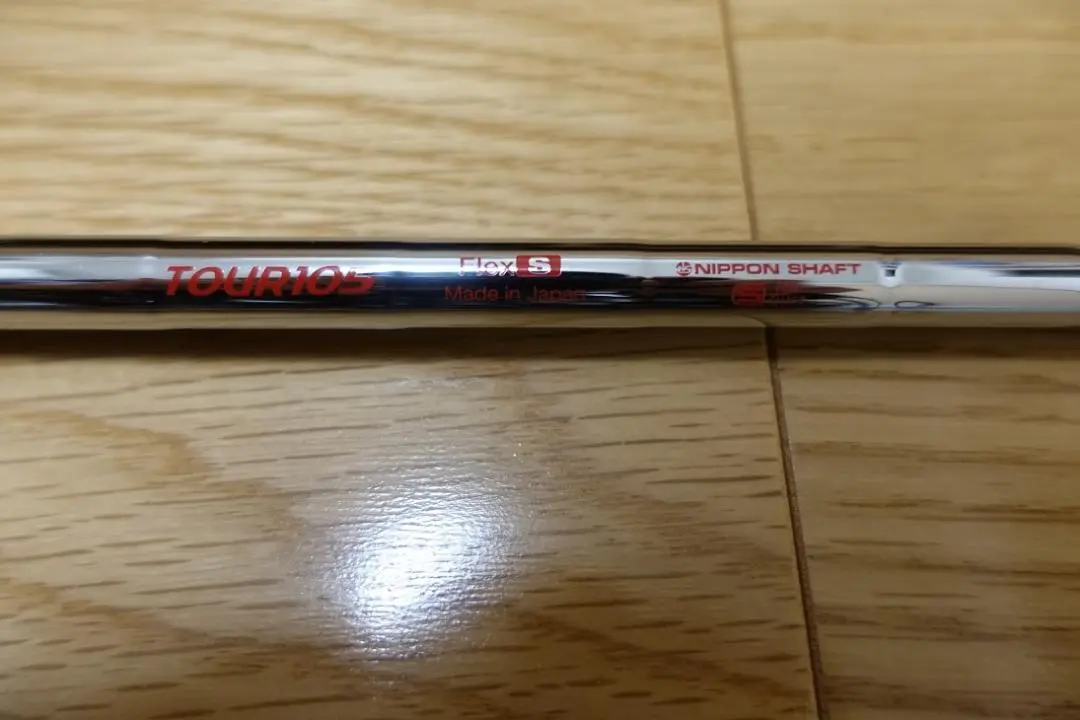 TOUR105
Flex S
Made in Japan
NIPPON SHAFT